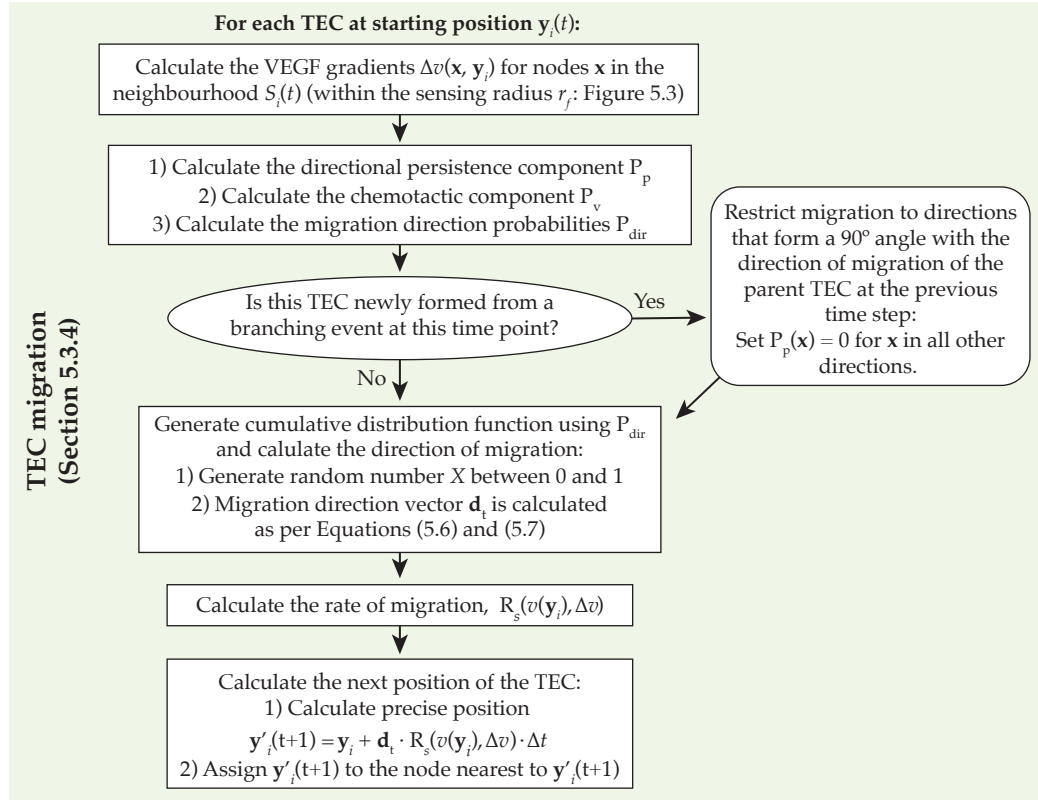 For each TEC at starting position y_i(t):
Calculate the VEGF gradients Δv(x, y_i) for nodes x in the
neighbourhood S_i(t) (within the sensing radius r_f: Figure 5.3)
1) Calculate the directional persistence component P_p
2) Calculate the chemotactic component P_v
3) Calculate the migration direction probabilities P_dir
Is this TEC newly formed from a
branching event at this time point?
Yes
Restrict migration to directions
that form a 90º angle with the
direction of migration of the
parent TEC at the previous
time step:
Set P_p(x) = 0 for x in all other
directions.
No
TEC migration
(Section 5.3.4)
Generate cumulative distribution function using P_dir
and calulate the direction of migration:
1) Generate random number X between 0 and 1
2) Migration direction vector d_t is calculated
as per Equations (5.6) and (5.7)
Calculate the rate of migration, R_s(v(y_i), Δv)
Calculate the next position of the TEC:
1) Calculate precise position
y'_i(t+1) = y_i + d_t · R_s(v(y_i), Δv) · Δt
2) Assign y'_i(t+1) to the node nearest to y'_i(t+1)